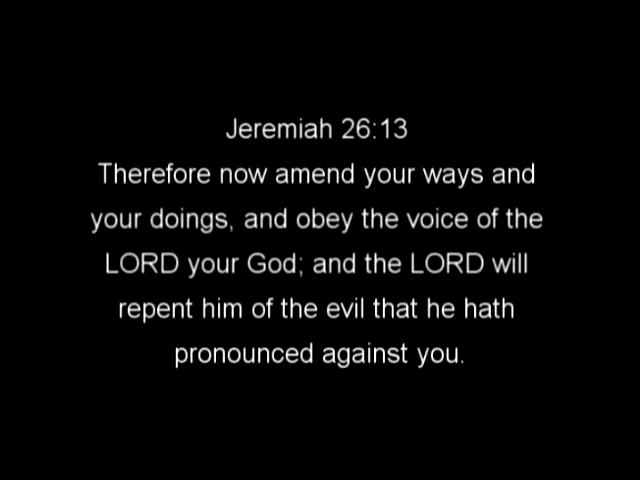 Jeremiah 26:13
Therefore now amend your ways and
your doings, and obey the voice of the
LORD your God; and the LORD will
repent him of the evil that he hath
pronounced against you.